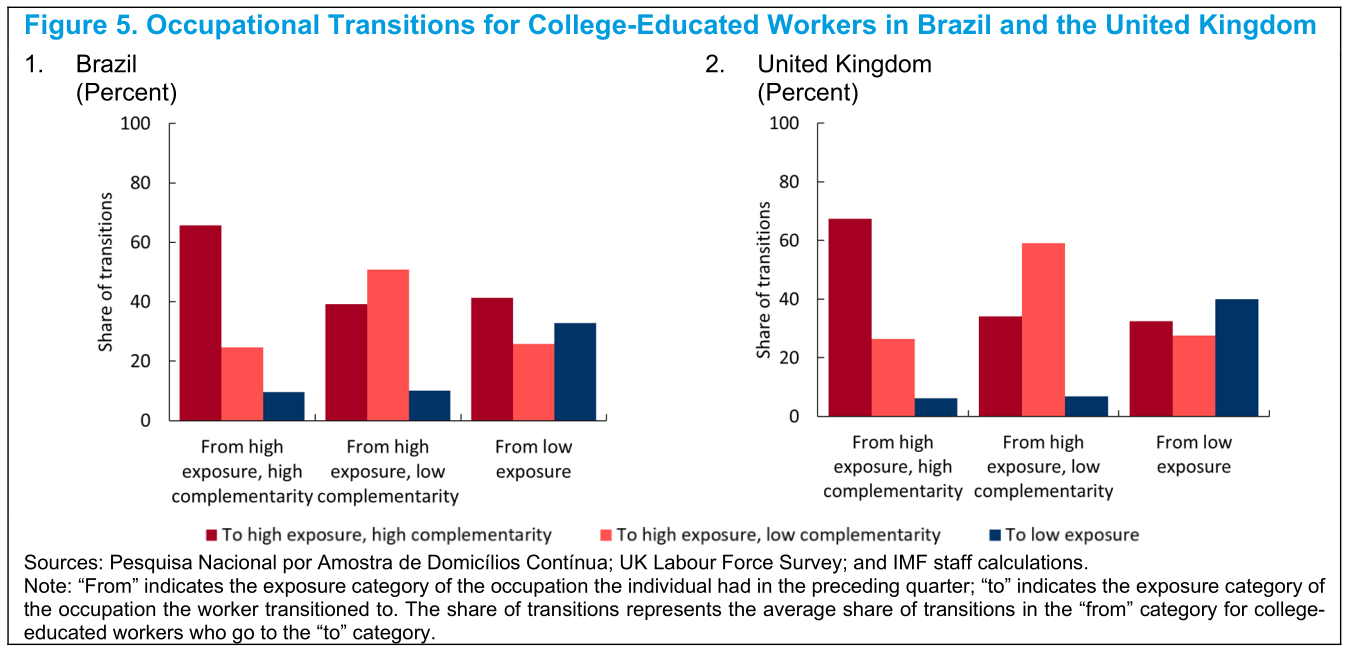 Figure 5. Occupational Transitions for College-Educated Workers in Brazil and the United Kingdom
1. Brazil
(Percent)
100
80
60
40
20
0
Share of transitions
From high
exposure, high
complementarity
From high
exposure, low
complementarity
From low
exposure
2. United Kingdom
(Percent)
100
80
60
40
20
0
Share of transitions
From high
exposure, high
complementarity
From high
exposure, low
complementarity
From low
exposure
To high exposure, high complementarity
To high exposure, low complementarity
To low exposure
Sources: Pesquisa Nacional por Amostra de Domicílios Contínua; UK Labour Force Survey; and IMF staff calculations.
Note: “From” indicates the exposure category of the occupation the individual had in the preceding quarter; “to” indicates the exposure category of
the occupation the worker transitioned to. The share of transitions represents the average share of transitions in the “from” category for college-
educated workers who go to the “to” category.